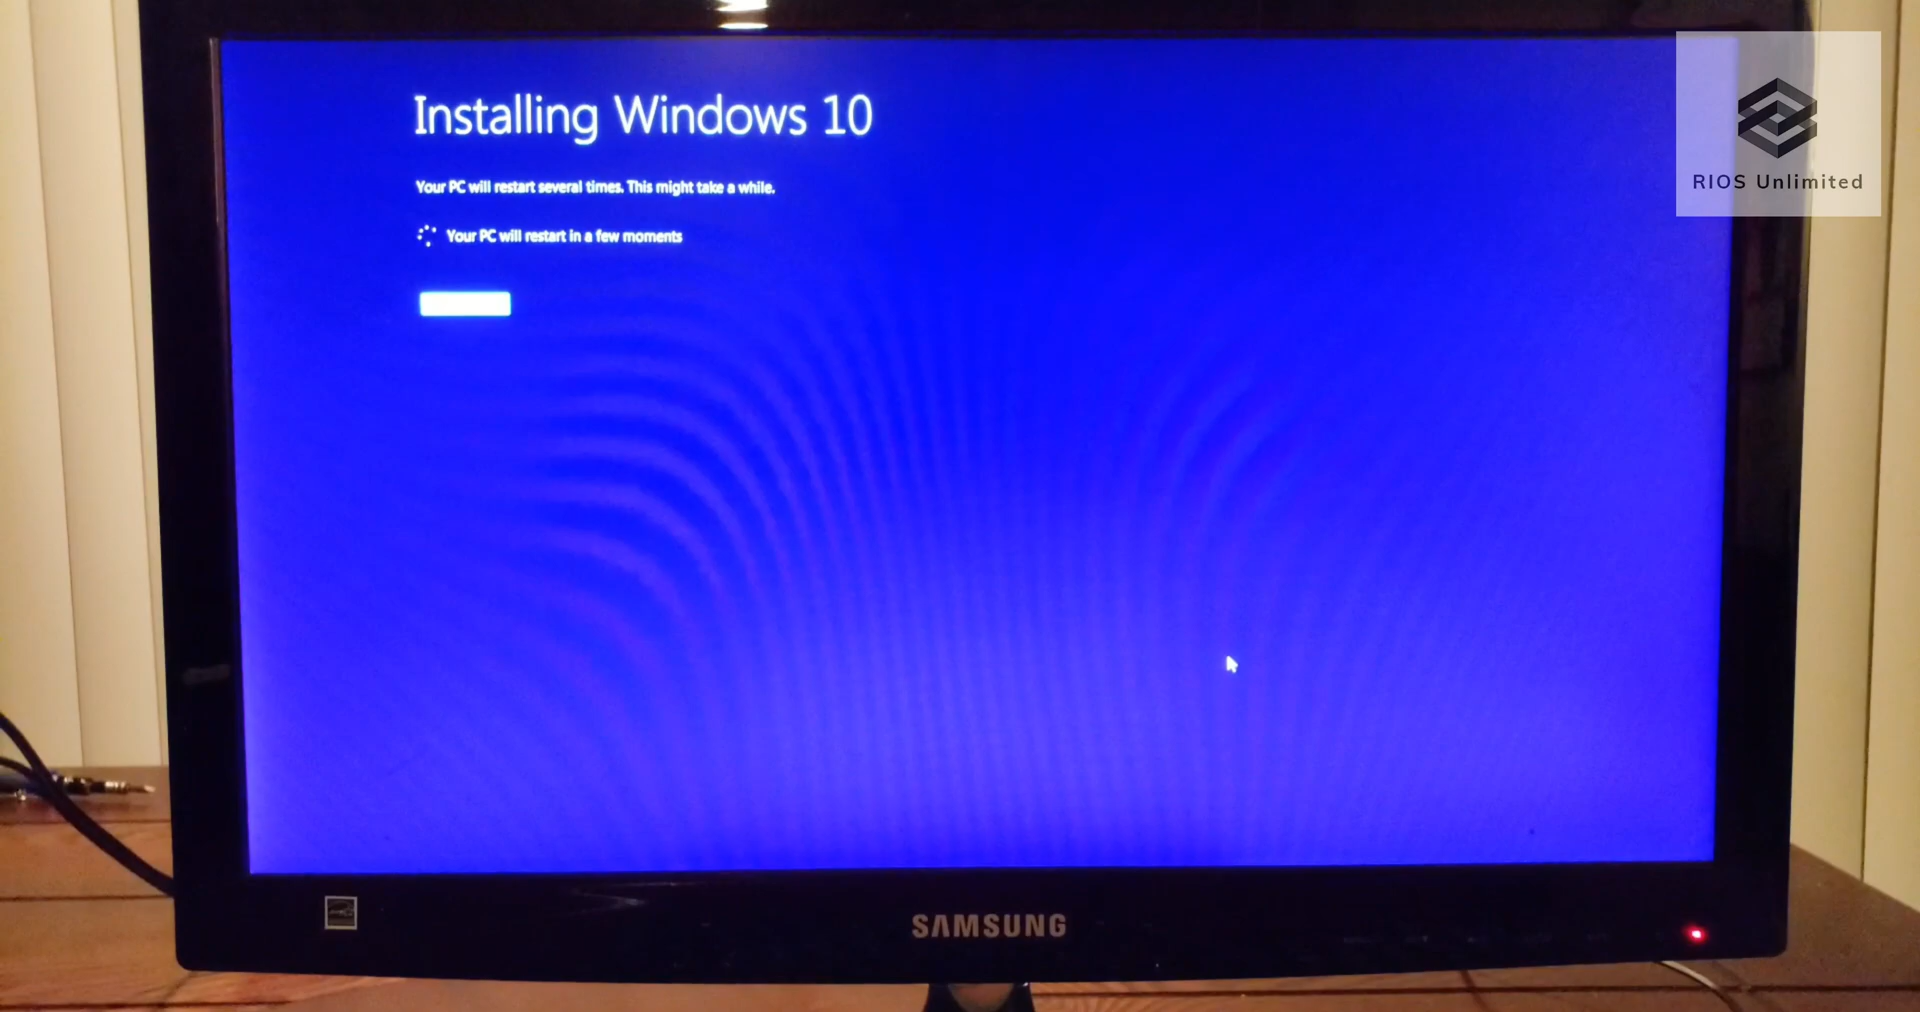 Installing Windows 10
Your PC will restart several times. This might take a while.
Your PC will restart in a few moments
RIOS Unlimited
SAMSUNG